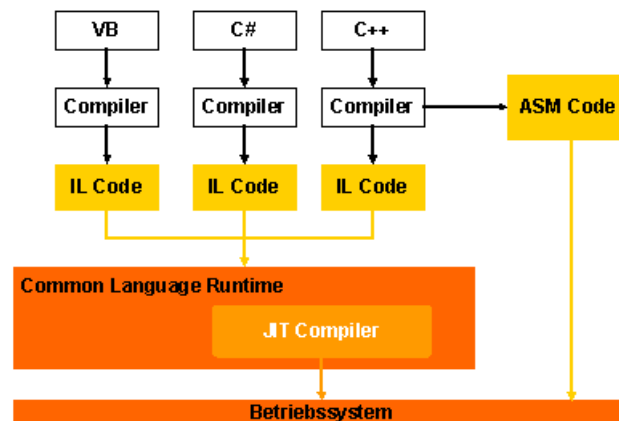 VB
C#
C++
Compiler
Compiler
Compiler
ASM Code
IL Code
IL Code
IL Code
Common Language Runtime
JIT Compiler
Betriebssystem